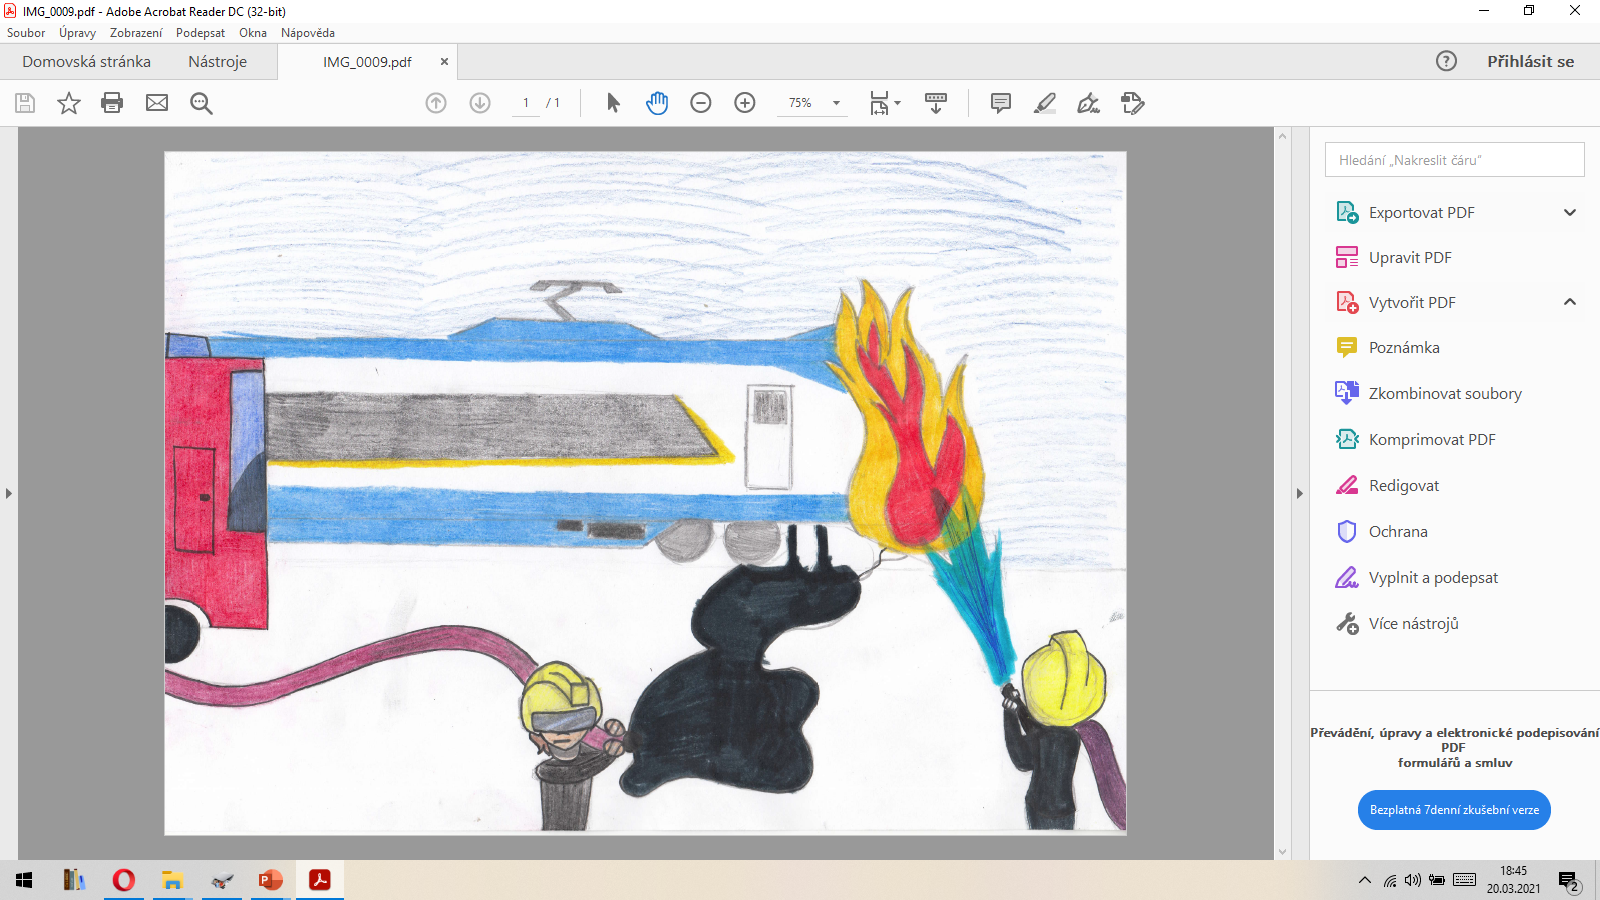 IMG_0009.pdf - Adobe Acrobat Reader DC (32-bit)
Soubor Úpravy Zobrazení Podepsat Okna Nápověda
Domovská stránka Nástroje IMG_0009.pdf × Přihlásit se
1 / 1 75%
Hledání „Nakreslit čáru"
Exportovat PDF
Upravit PDF
Vytvořit PDF
Poznámka
Zkombinovat soubory
Komprimovat PDF
Redigovat
Ochrana
Vyplnit a podepsat
Více nástrojů
Převádění, úpravy a elektronické podepisování
PDF
formulářů a smluv
Bezplatná 7denní zkušební verze
18:45
20.03.2021
2